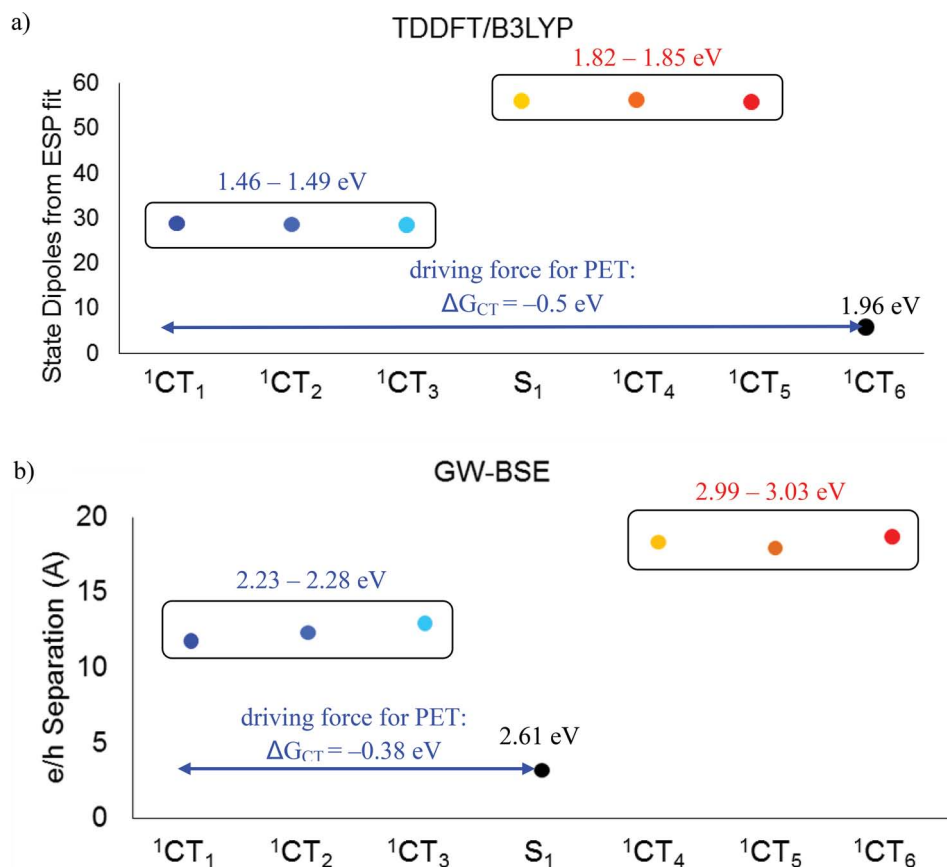 a)
TDDFT/B3LYP
State Dipoles from ESP fit
60
50
40
30
20
10
0
1.82 – 1.85 eV
1.46 – 1.49 eV
driving force for PET:
ΔG_CT = –0.5 eV
1.96 eV
¹CT₁ ¹CT₂ ¹CT₃ S₁ ¹CT₄ ¹CT₅ ¹CT₆
b)
GW-BSE
e/h Separation (A)
20
15
10
5
0
2.99 – 3.03 eV
2.23 – 2.28 eV
driving force for PET:
ΔG_CT = –0.38 eV
2.61 eV
¹CT₁ ¹CT₂ ¹CT₃ S₁ ¹CT₄ ¹CT₅ ¹CT₆